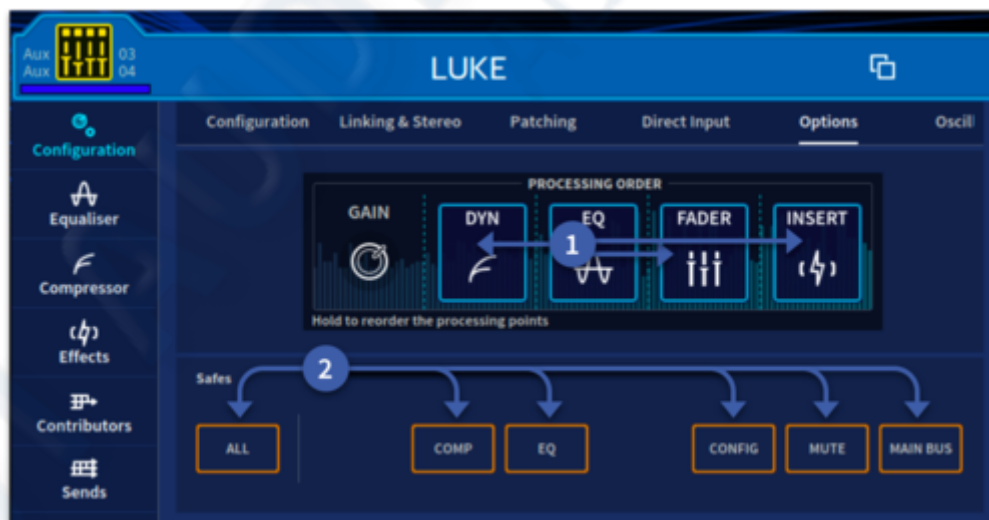 Aux 03
Aux 04
LUKE
Configuration Linking & Stereo Patching Direct Input Options Oscill
Configuration
Equaliser
Compressor
Effects
Contributors
Sends
PROCESSING ORDER
GAIN DYN EQ FADER INSERT
1
Hold to reorder the processing points
Safes
2
ALL COMP EQ CONFIG MUTE MAIN BUS